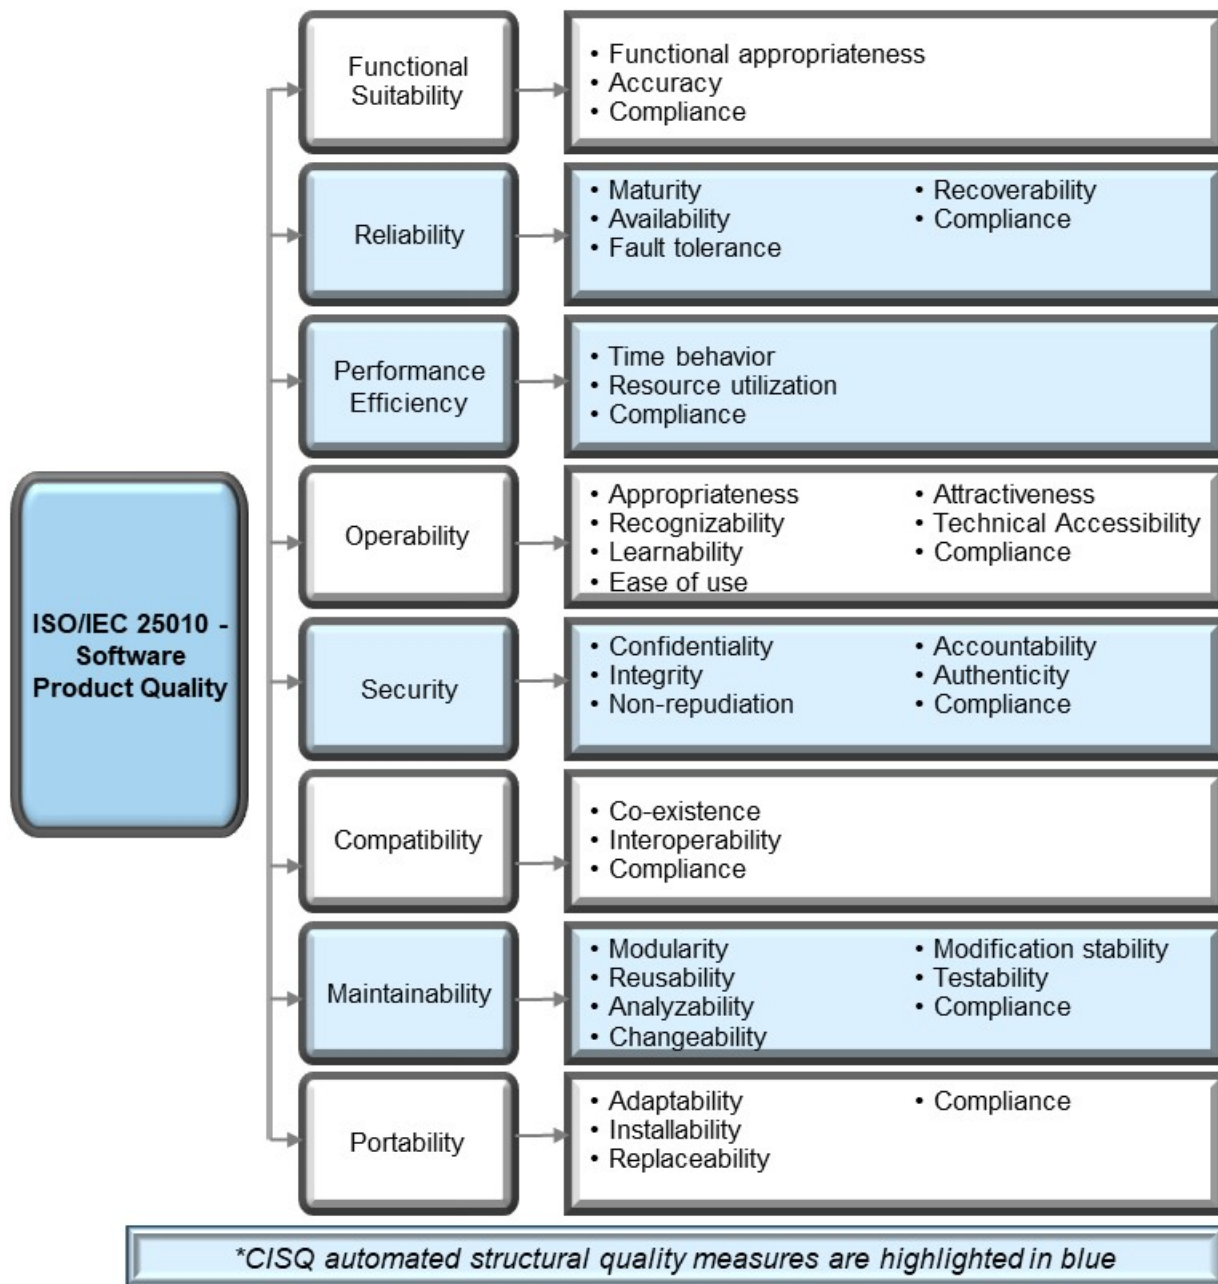 Functional
Suitability
• Functional appropriateness
• Accuracy
• Compliance
Reliability
• Maturity
• Availability
• Fault tolerance
• Recoverability
• Compliance
Performance
Efficiency
• Time behavior
• Resource utilization
• Compliance
ISO/IEC 25010 -
Software
Product Quality
Operability
• Appropriateness
• Recognizability
• Learnability
• Ease of use
• Attractiveness
• Technical Accessibility
• Compliance
Security
• Confidentiality
• Integrity
• Non-repudiation
• Accountability
• Authenticity
• Compliance
Compatibility
• Co-existence
• Interoperability
• Compliance
Maintainability
• Modularity
• Reusability
• Analyzability
• Changeability
• Modification stability
• Testability
• Compliance
Portability
• Adaptability
• Installability
• Replaceability
• Compliance
*CISQ automated structural quality measures are highlighted in blue